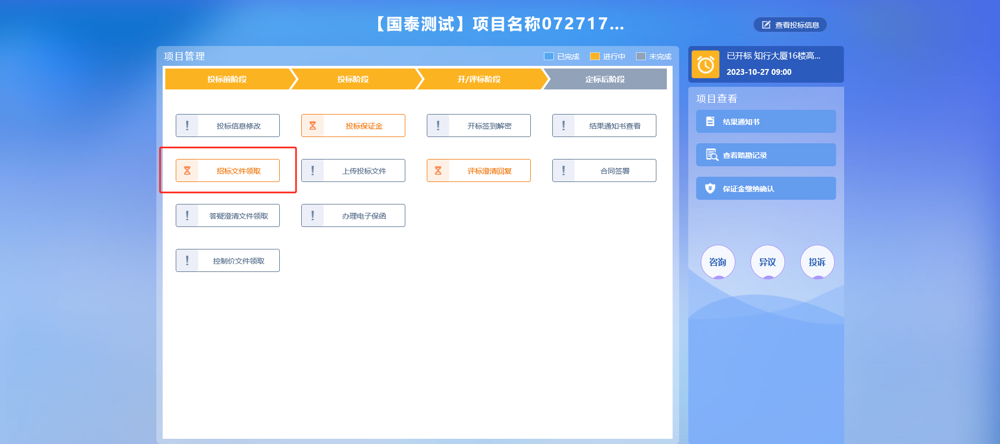 【国泰测试】项目名称072717...
查看投标信息
项目管理
已完成 进行中 未完成
投标前阶段 投标阶段 开/评标阶段 定标后阶段
投标信息修改 投标保证金 开标签到解密 结果通知书查看
招标文件领取 上传投标文件 评标澄清回复 合同签署
答疑澄清文件领取 办理电子保函
控制价文件领取
已开标 知行大厦16楼高...
2023-10-27 09:00
项目查看
结果通知书
查看踏勘记录
保证金缴纳确认
咨询 异议 投诉